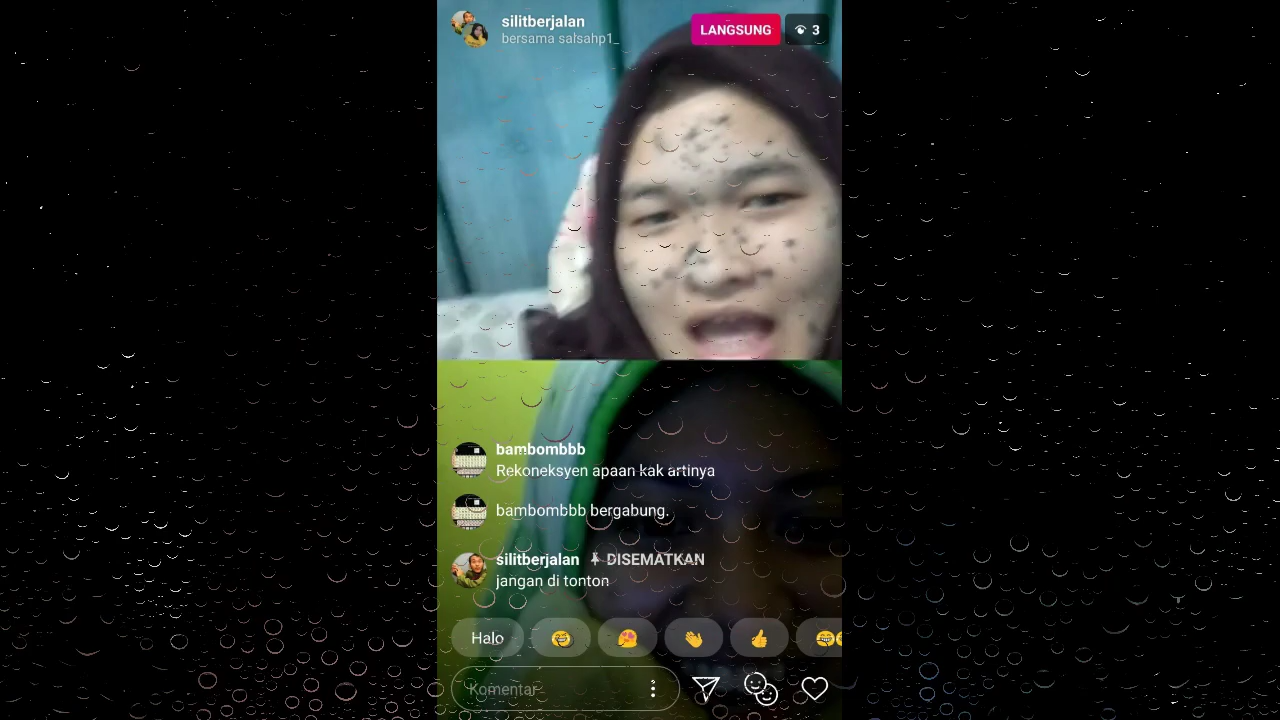 silitberjalan
bersama salsahp1_
LANGSUNG
3
bambombbb
Rekoneksyen apaan kak artinya
bambombbb bergabung.
silitberjalan DISEMATKAN
jangan di tonton
Halo
Komentar